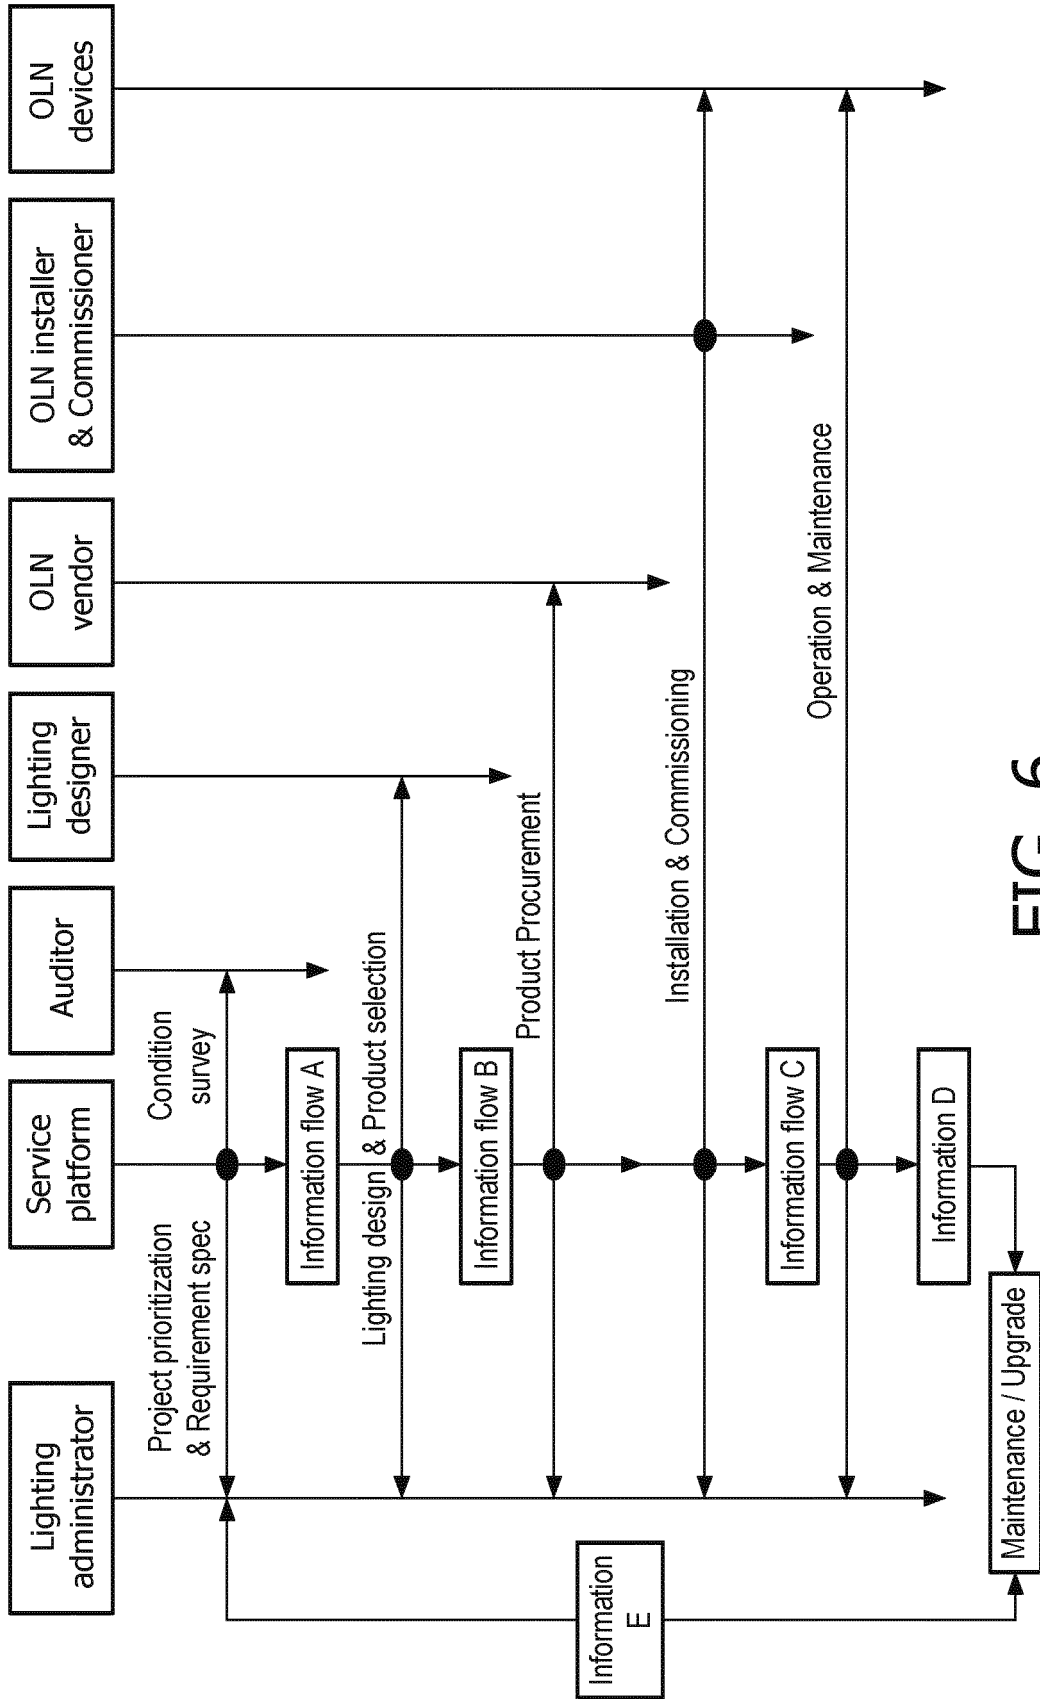 Lighting
administrator
Service
platform
Auditor
Lighting
designer
OLN
vendor
OLN installer
& Commissioner
OLN
devices
Project prioritization
& Requirement spec
Condition
survey
Information flow A
Lighting design & Product selection
Information flow B
Product Procurement
Installation & Commissioning
Information flow C
Operation & Maintenance
Information D
Information
E
Maintenance / Upgrade
FIG. 6